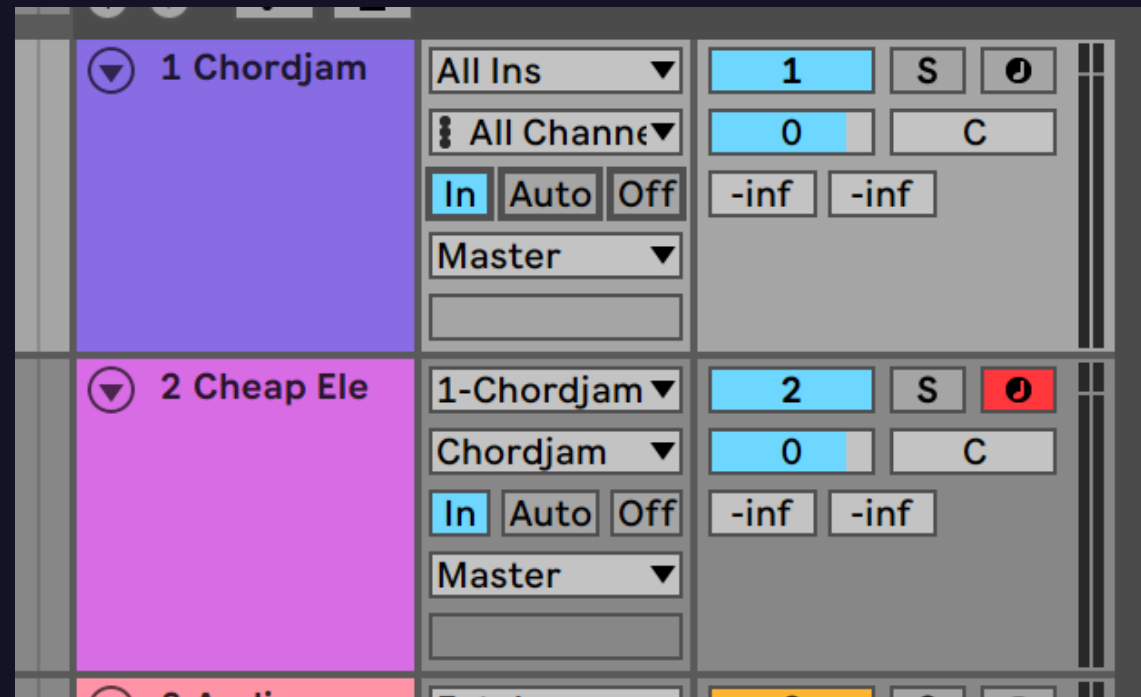 1 Chordjam
All Ins
1
S
All Channe
0
C
In Auto Off
-inf -inf
Master
2 Cheap Ele
1-Chordjam
2
S
Chordjam
0
C
In Auto Off
-inf -inf
Master